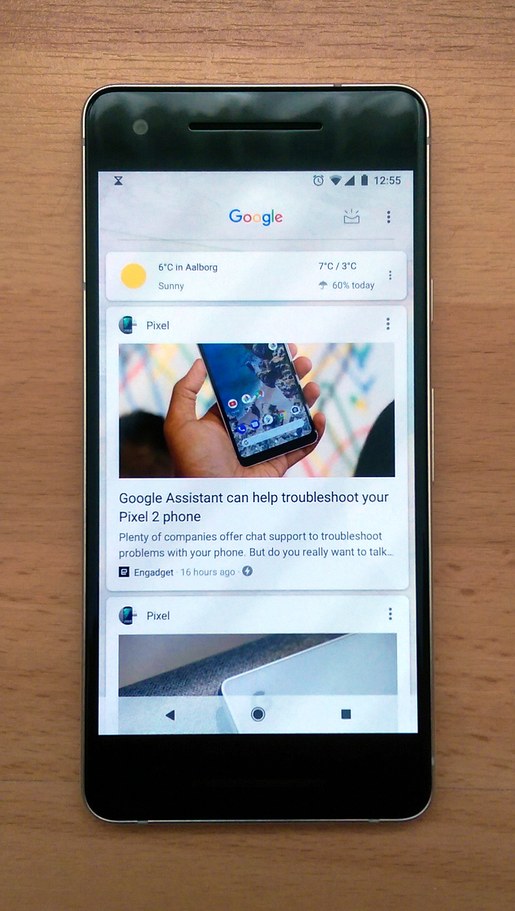 12:55
Google
6°C in Aalborg
7°C / 3°C
Sunny
60% today
Pixel
Google Assistant can help troubleshoot your
Pixel 2 phone
Plenty of companies offer chat support to troubleshoot
problems with your phone. But do you really want to talk…
Engadget · 16 hours ago ·
Pixel